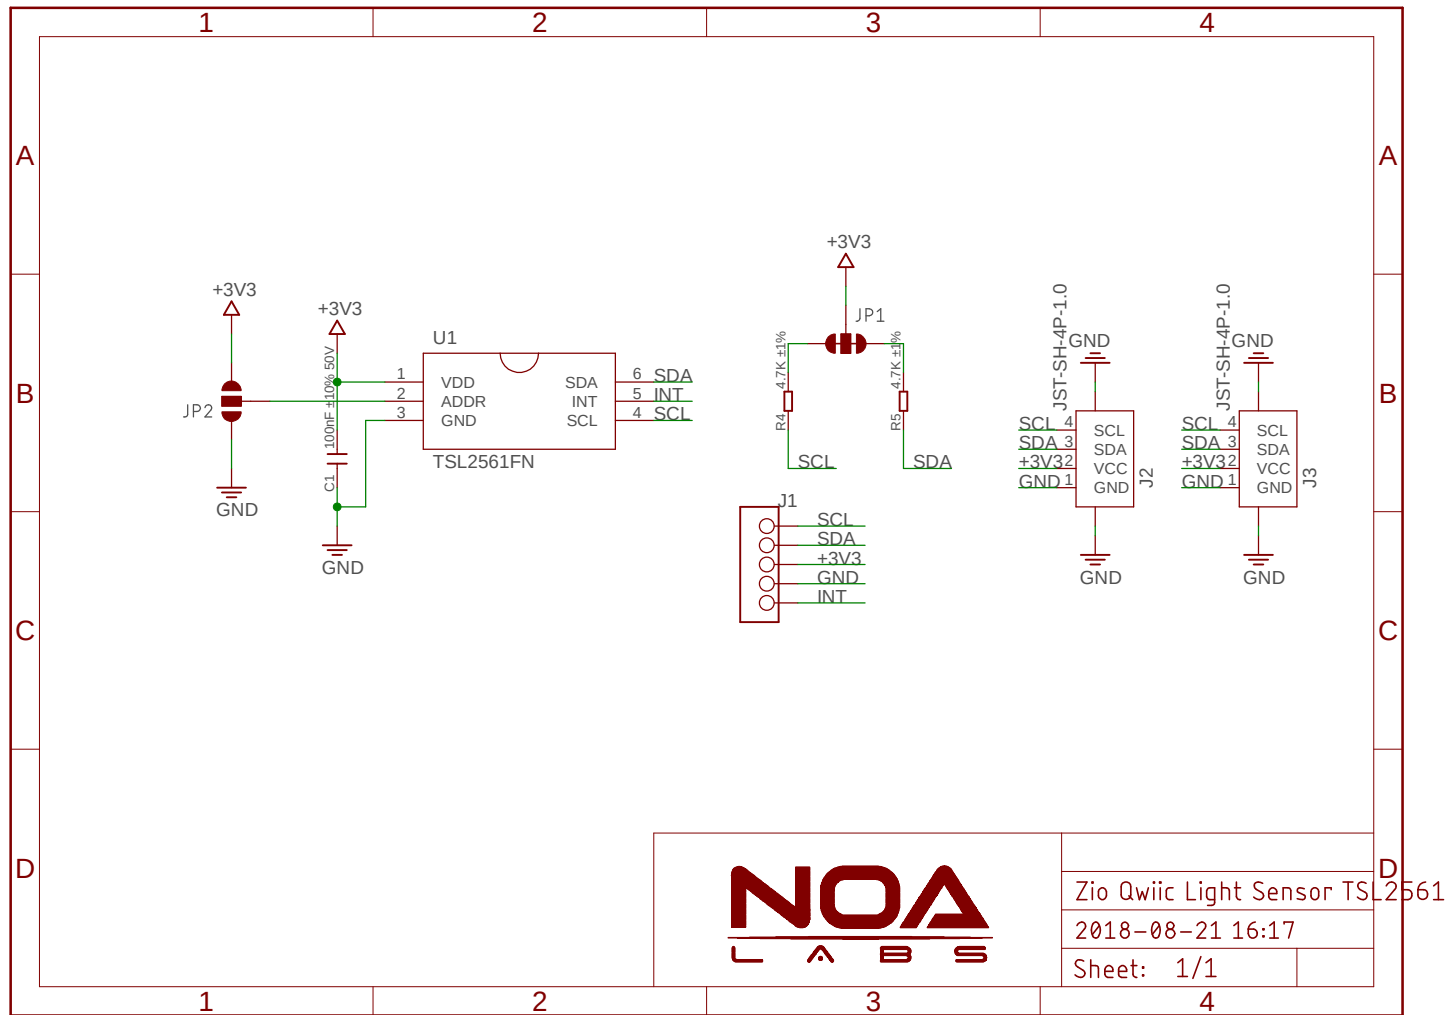 1 2 3 4
A A
+3V3
+3V3
+3V3
JP1
U1
100nF ±10% 50V
C1
JP2
GND
GND
1 VDD
2 ADDR
3 GND
SDA 6 SDA
INT 5 INT
SCL 4 SCL
TSL2561FN
4.7K ±1%
R4
4.7K ±1%
R5
SCL
SDA
JST-SH-4P-1.0
GND
SCL 4 SCL
SDA 3 SDA
+3V3 2 VCC
GND 1 GND
J2
GND
JST-SH-4P-1.0
GND
SCL 4 SCL
SDA 3 SDA
+3V3 2 VCC
GND 1 GND
J3
GND
B B
J1
SCL
SDA
+3V3
GND
INT
C C
D D
NOA
LABS
Zio Qwiic Light Sensor TSL2561
2018-08-21 16:17
Sheet: 1/1
1 2 3 4